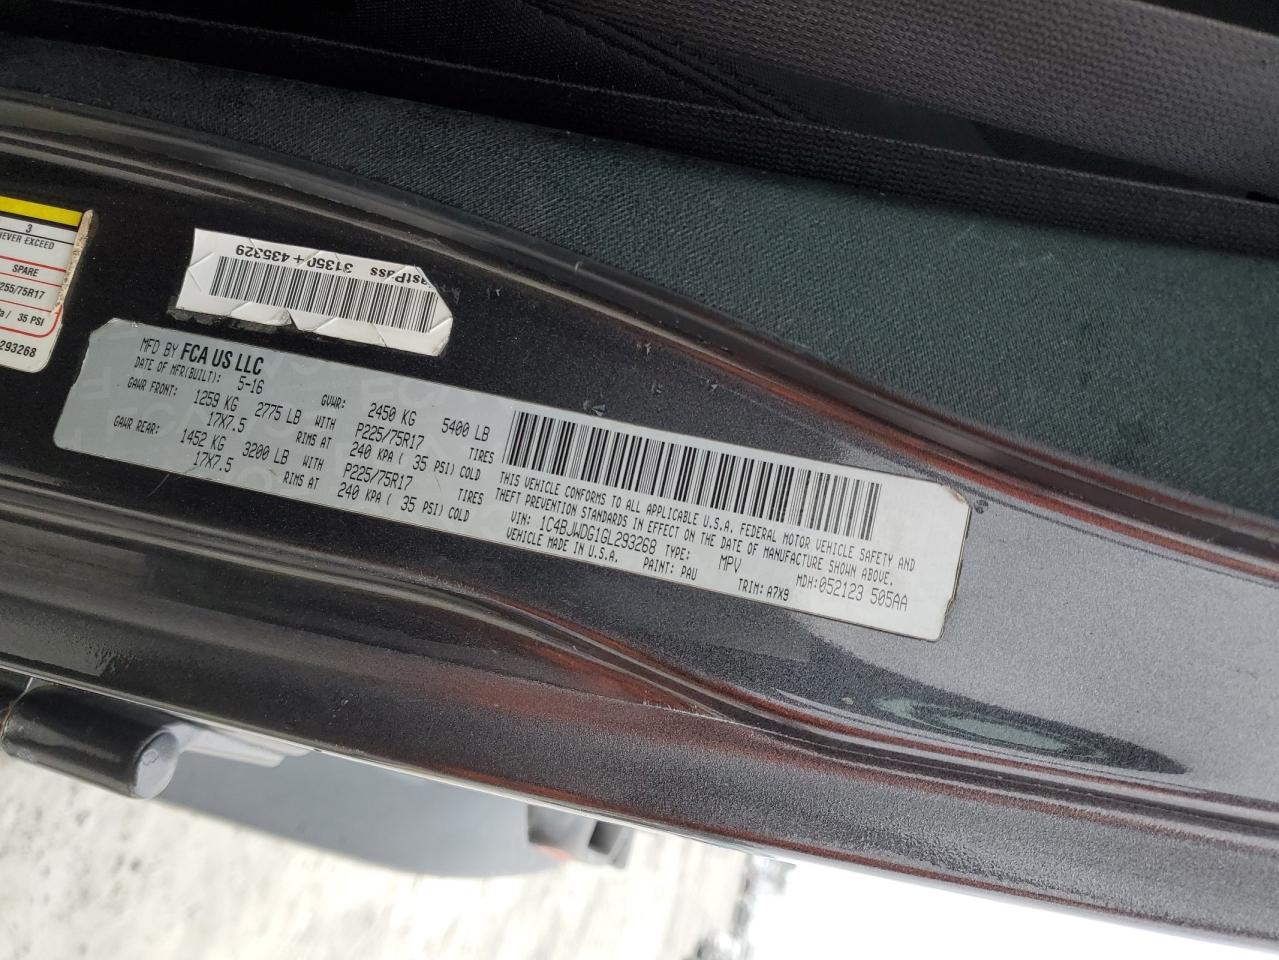 3
NEVER EXCEED
SPARE
255/75R17
/ 35 PSI
293268
astPass 31350+435329
MFD BY FCA US LLC
DATE OF MFR(BUILT): 5-16
GAWR FRONT: 1259 KG 2775 LB GVWR: 2450 KG 5400 LB
17X7.5 WITH P225/75R17 TIRES
RIMS AT 240 KPA( 35 PSI) COLD
GAWR REAR: 1452 KG 3200 LB WITH P225/75R17 TIRES
17X7.5 RIMS AT 240 KPA( 35 PSI) COLD
THIS VEHICLE CONFORMS TO ALL APPLICABLE U.S.A. FEDERAL MOTOR VEHICLE SAFETY AND
THEFT PREVENTION STANDARDS IN EFFECT ON THE DATE OF MANUFACTURE SHOWN ABOVE.
VIN: 1C4BJWDG1GL293268 TYPE: MPV MDH:052123 505AA
VEHICLE MADE IN U.S.A. PAINT: PAU TRIM: A7X9